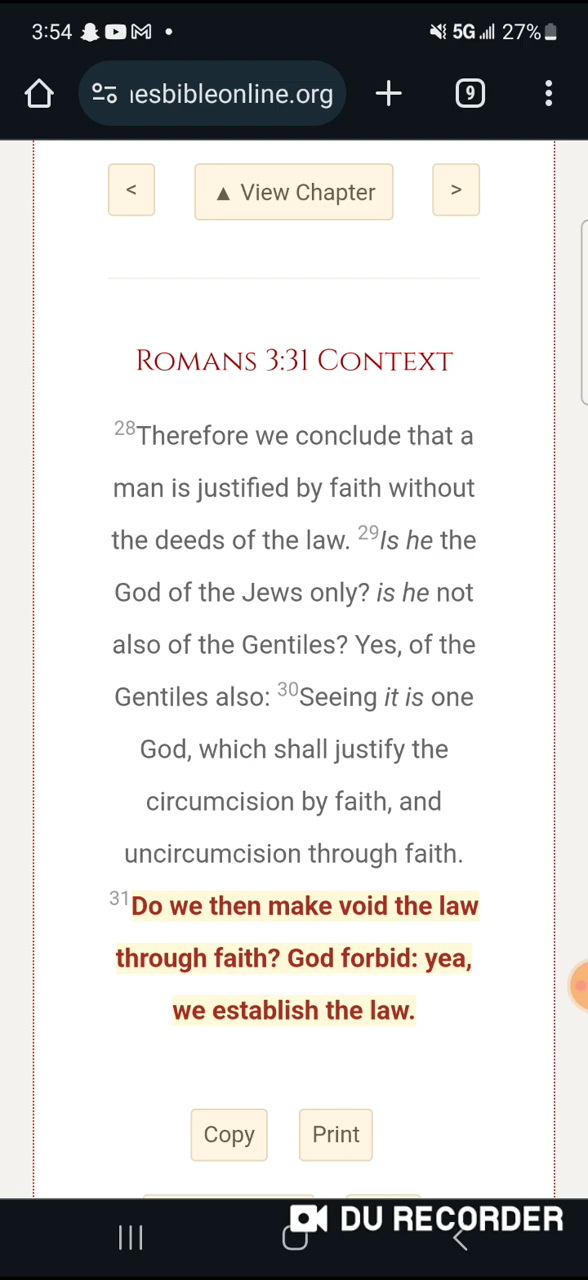 3:54 5G 27%
ıesbibleonline.org 9
< ▲ View Chapter >
Romans 3:31 Context
28Therefore we conclude that a
man is justified by faith without
the deeds of the law. 29Is he the
God of the Jews only? is he not
also of the Gentiles? Yes, of the
Gentiles also: 30Seeing it is one
God, which shall justify the
circumcision by faith, and
uncircumcision through faith.
31Do we then make void the law
through faith? God forbid: yea,
we establish the law.
Copy Print
DU RECORDER